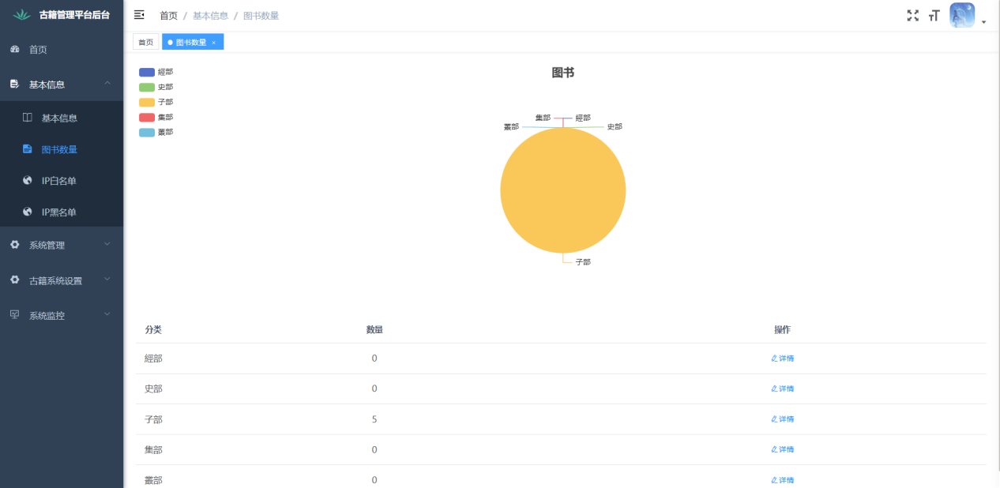 古籍管理平台后台
首页 / 基本信息 / 图书数量
首页
基本信息
基本信息
图书数量
IP白名单
IP黑名单
系统管理
古籍系统设置
系统监控
首页
图书数量 ×
經部
史部
子部
集部
叢部
图书
集部
經部
叢部
史部
子部
分类 数量 操作
經部 0 详情
史部 0 详情
子部 5 详情
集部 0 详情
叢部 0 详情